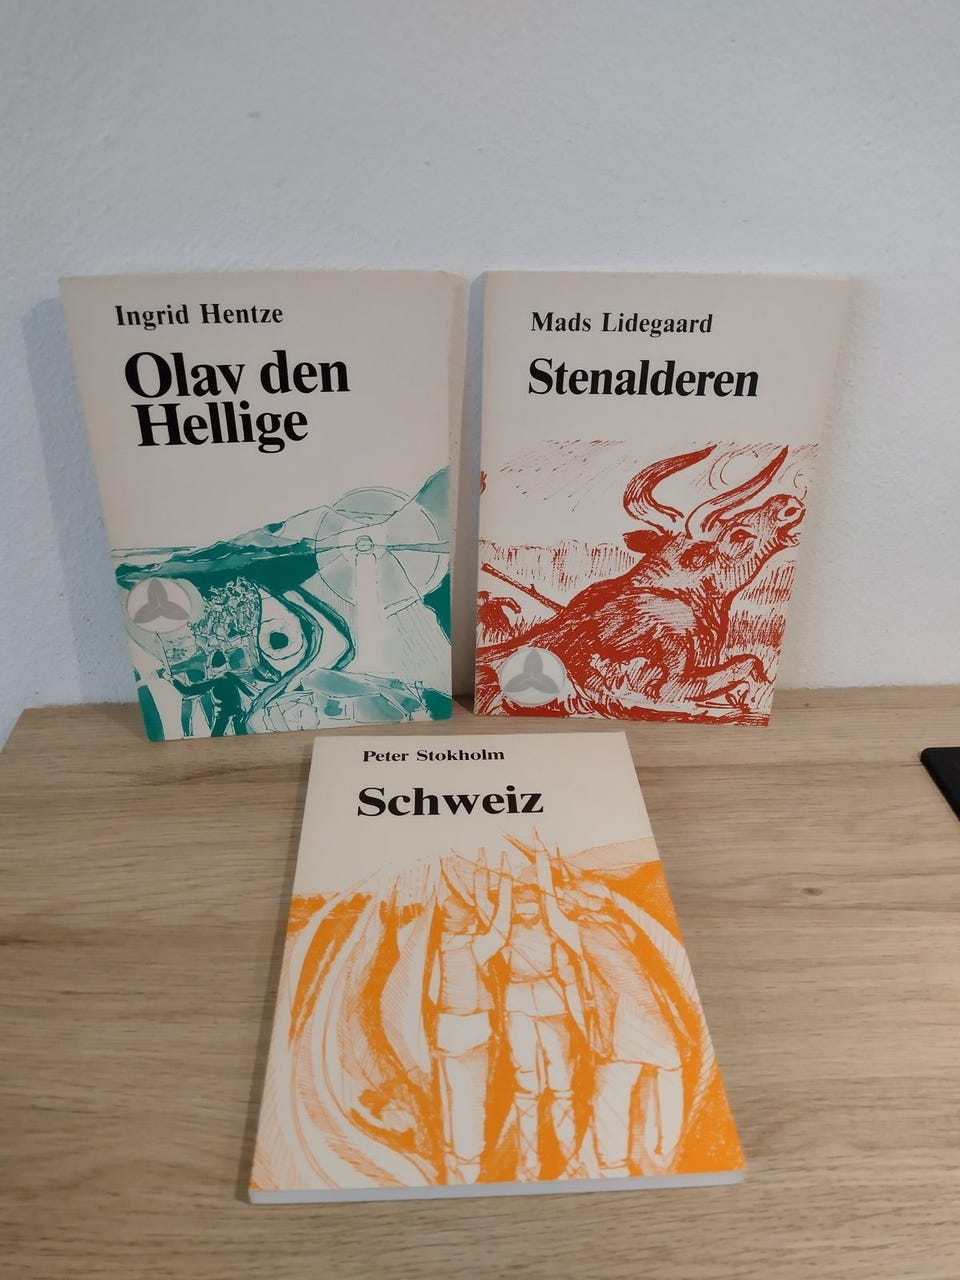 Ingrid Hentze
Olav den
Hellige
Mads Lidegaard
Stenalderen
Peter Stokholm
Schweiz